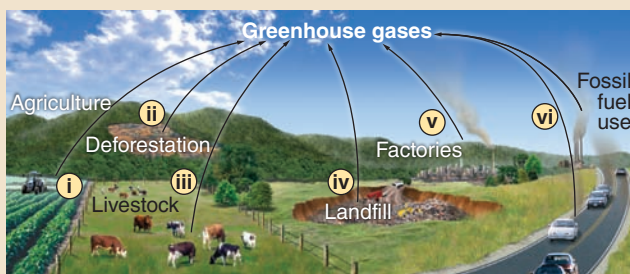 Greenhouse gases
Agriculture
ii
Deforestation
i
iii
Livestock
iv
Landfill
v
Factories
vi
Fossil
fuel
use